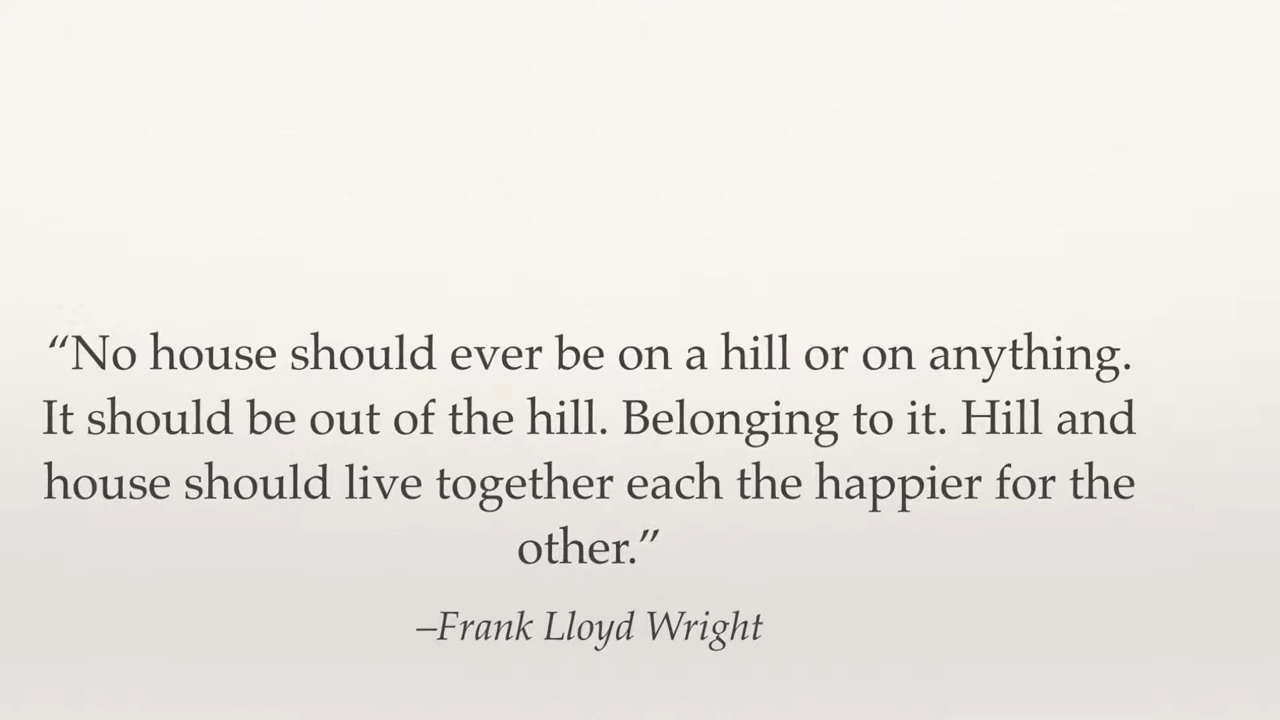 “No house should ever be on a hill or on anything.
It should be out of the hill. Belonging to it. Hill and
house should live together each the happier for the
other.”
–Frank Lloyd Wright